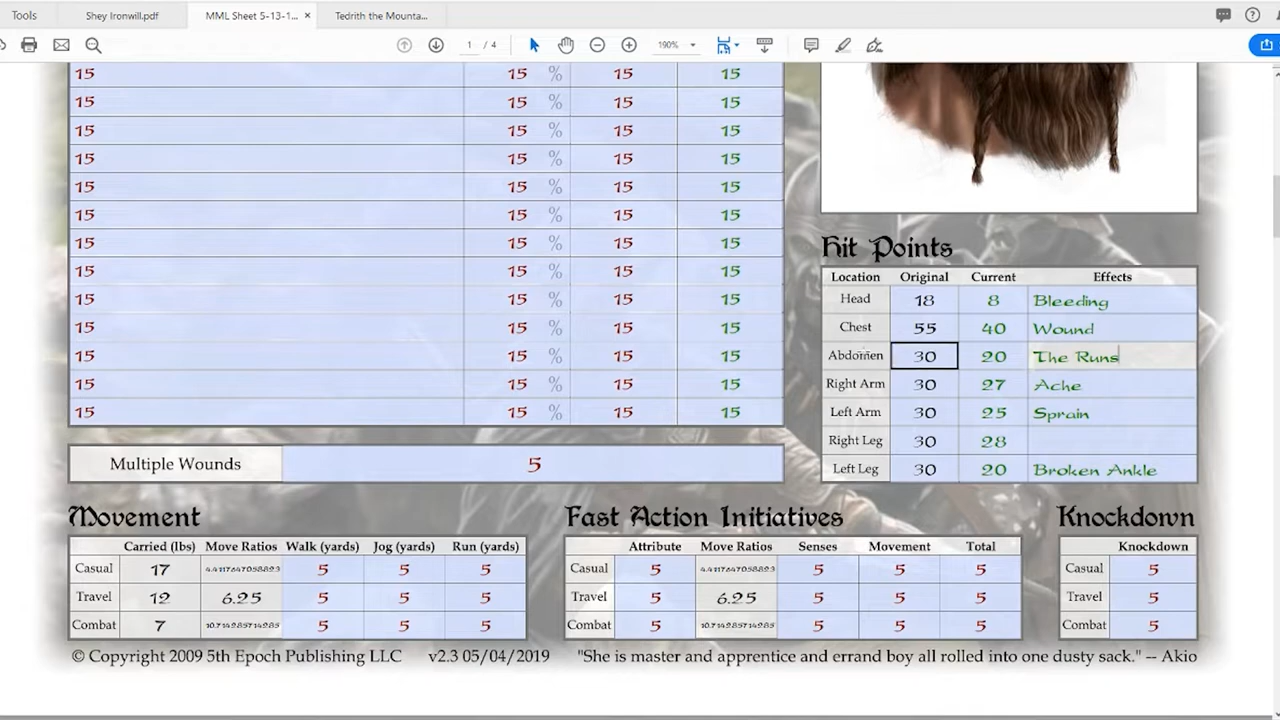 Tools Shey Ironwill.pdf MML Sheet 5-13-1... × Tedrith the Mounta...
1 / 4 190%
15 15 % 15 15
15 15 % 15 15
15 15 % 15 15
15 15 % 15 15
15 15 % 15 15
15 15 % 15 15
15 15 % 15 15
15 15 % 15 15
15 15 % 15 15
15 15 % 15 15
15 15 % 15 15
15 15 % 15 15
15 15 % 15 15
Multiple Wounds 5
Hit Points
Location Original Current Effects
Head 18 8 Bleeding
Chest 55 40 Wound
Abdomen 30 20 The Runs
Right Arm 30 27 Ache
Left Arm 30 25 Sprain
Right Leg 30 28
Left Leg 30 20 Broken Ankle
Movement
Carried (lbs) Move Ratios Walk (yards) Jog (yards) Run (yards)
Casual 17 5 5 5
Travel 12 6.25 5 5 5
Combat 7 5 5 5
Fast Action Initiatives
Attribute Move Ratios Senses Movement Total
Casual 5 5 5 5
Travel 5 6.25 5 5 5
Combat 5 5 5 5
Knockdown
Knockdown
Casual 5
Travel 5
Combat 5
© Copyright 2009 5th Epoch Publishing LLC v2.3 05/04/2019 "She is master and apprentice and errand boy all rolled into one dusty sack." -- Akio